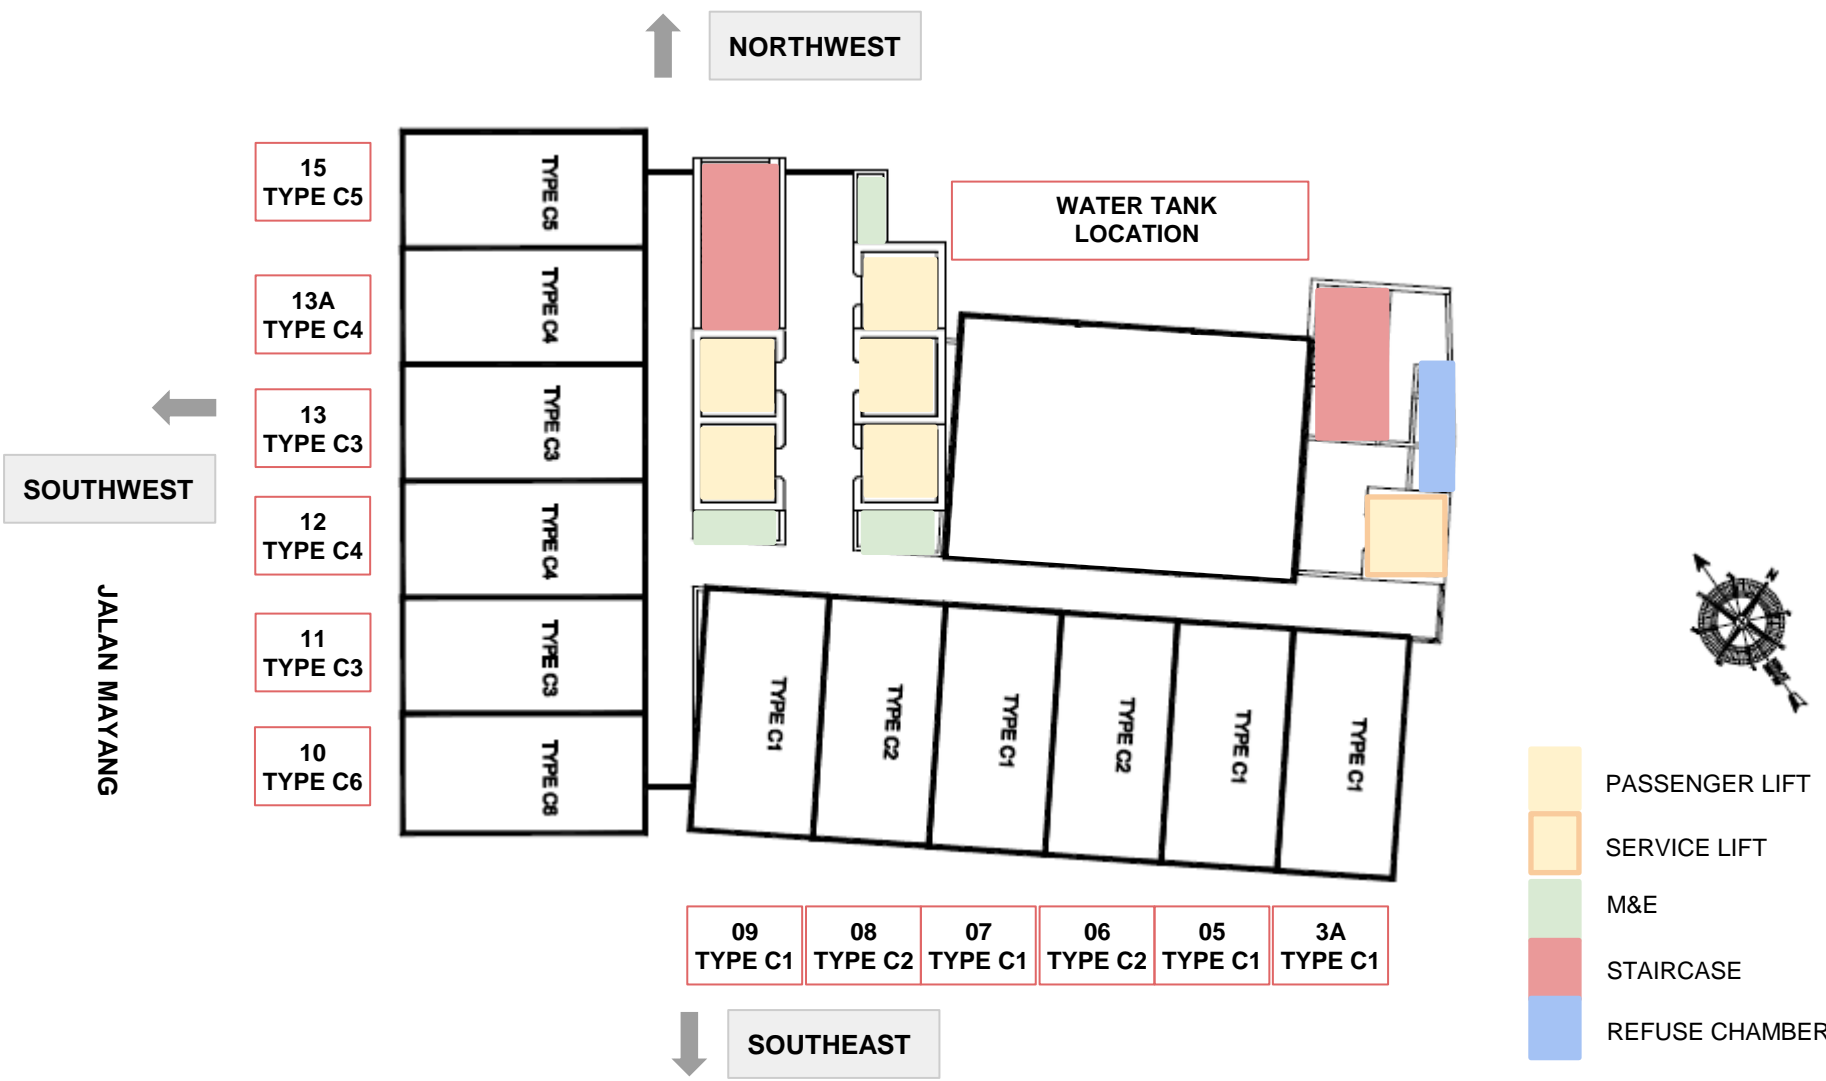 NORTHWEST
15
TYPE C5
13A
TYPE C4
13
TYPE C3
12
TYPE C4
11
TYPE C3
10
TYPE C6
SOUTHWEST
JALAN MAYANG
TYPE C5
TYPE C4
TYPE C3
TYPE C4
TYPE C3
TYPE C6
WATER TANK
LOCATION
TYPE C1
TYPE C2
TYPE C1
TYPE C2
TYPE C1
TYPE C1
09
TYPE C1
08
TYPE C2
07
TYPE C1
06
TYPE C2
05
TYPE C1
3A
TYPE C1
SOUTHEAST
N
PASSENGER LIFT
SERVICE LIFT
M&E
STAIRCASE
REFUSE CHAMBER